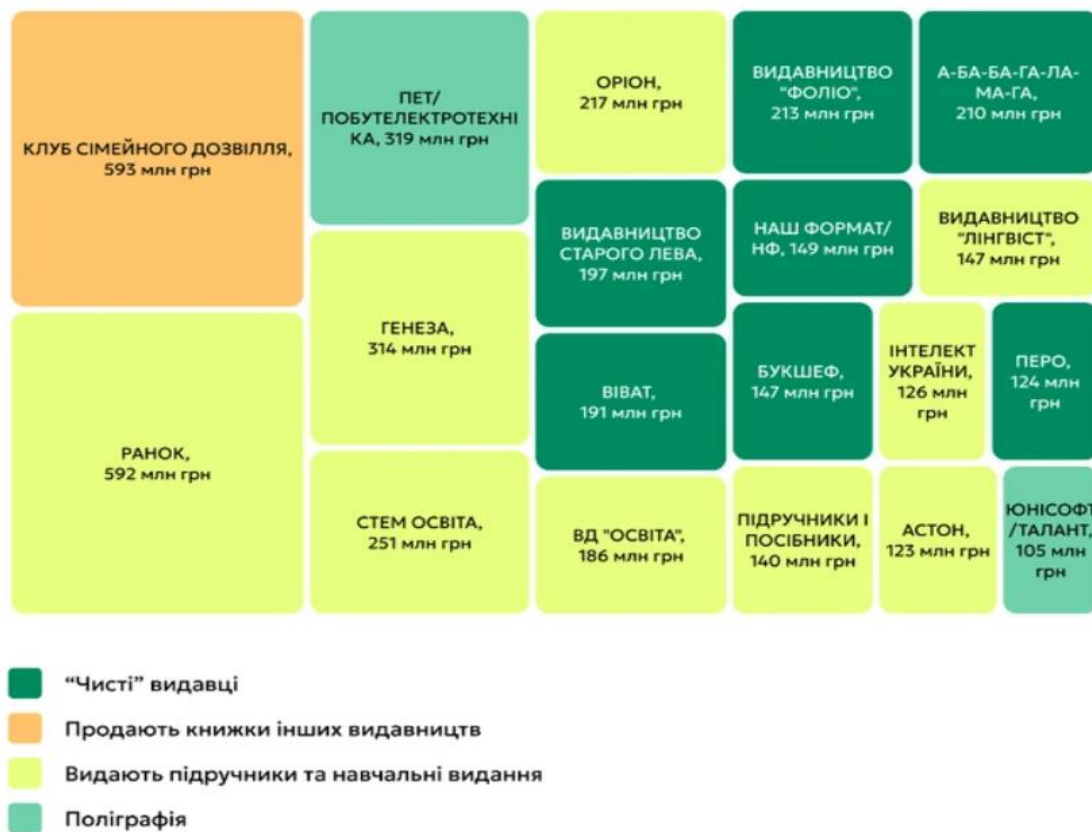 КЛУБ СІМЕЙНОГО ДОЗВІЛЛЯ,
593 млн грн
РАНОК,
592 млн грн
ПЕТ/
ПОБУТЕЛЕКТРОТЕХНІ
КА, 319 млн грн
ГЕНЕЗА,
314 млн грн
СТЕМ ОСВІТА,
251 млн грн
ОРІОН,
217 млн грн
ВИДАВНИЦТВО
СТАРОГО ЛЕВА,
197 млн грн
ВІВАТ,
191 млн грн
ВД "ОСВІТА",
186 млн грн
ВИДАВНИЦТВО
"ФОЛІО",
213 млн грн
А-БА-БА-ГА-ЛА-
МА-ГА,
210 млн грн
НАШ ФОРМАТ/
НФ, 149 млн грн
ВИДАВНИЦТВО
"ЛІНГВІСТ",
147 млн грн
БУКШЕФ,
147 млн грн
ІНТЕЛЕКТ
УКРАЇНИ,
126 млн
грн
ПЕРО,
124 млн
грн
ПІДРУЧНИКИ І
ПОСІБНИКИ,
140 млн грн
АСТОН,
123 млн грн
ЮНІСОФТ
/ТАЛАНТ,
105 млн
грн
“Чисті” видавці
Продають книжки інших видавництв
Видають підручники та навчальні видання
Поліграфія